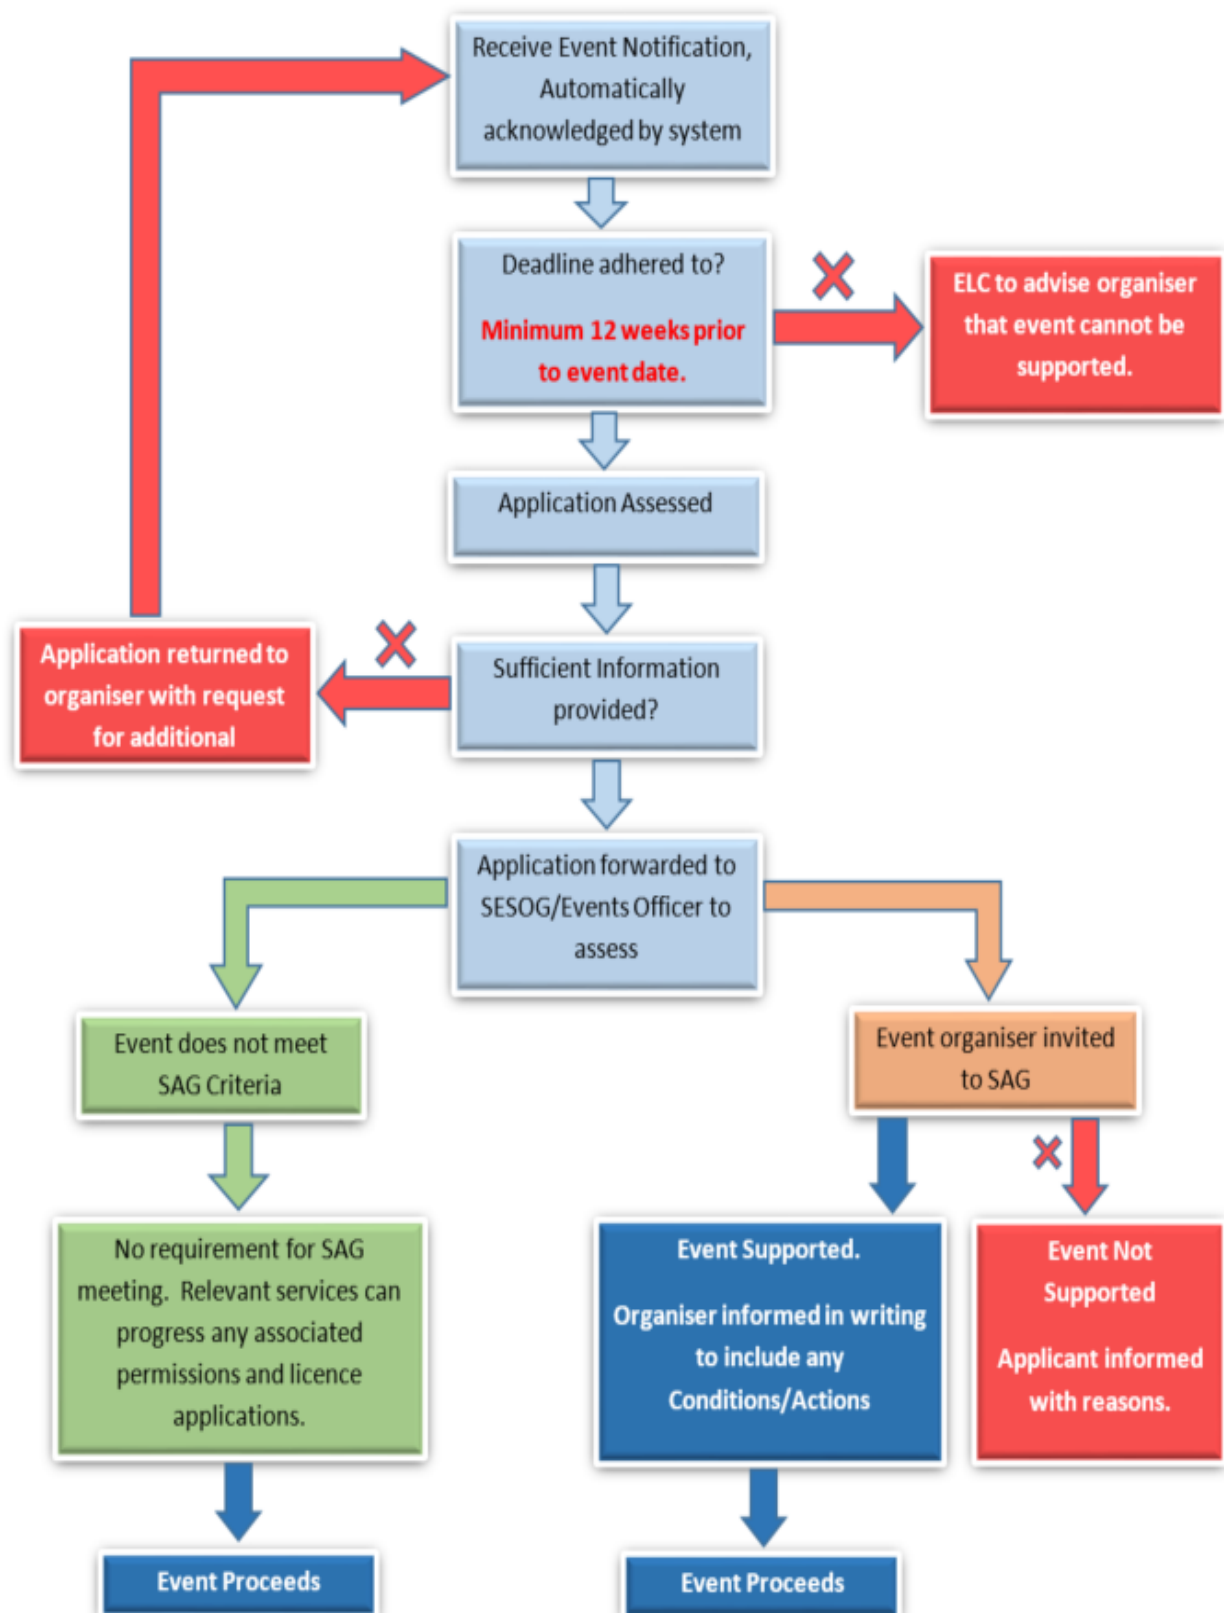 Receive Event Notification,
Automatically
acknowledged by system
Deadline adhered to?
Minimum 12 weeks prior
to event date.
ELC to advise organiser
that event cannot be
supported.
Application Assessed
Application returned to
organiser with request
for additional
Sufficient Information
provided?
Application forwarded to
SESOG/Events Officer to
assess
Event does not meet
SAG Criteria
Event organiser invited
to SAG
No requirement for SAG
meeting.  Relevant services can
progress any associated
permissions and licence
applications.
Event Supported.
Organiser informed in writing
to include any
Conditions/Actions
Event Not
Supported
Applicant informed
with reasons.
Event Proceeds
Event Proceeds